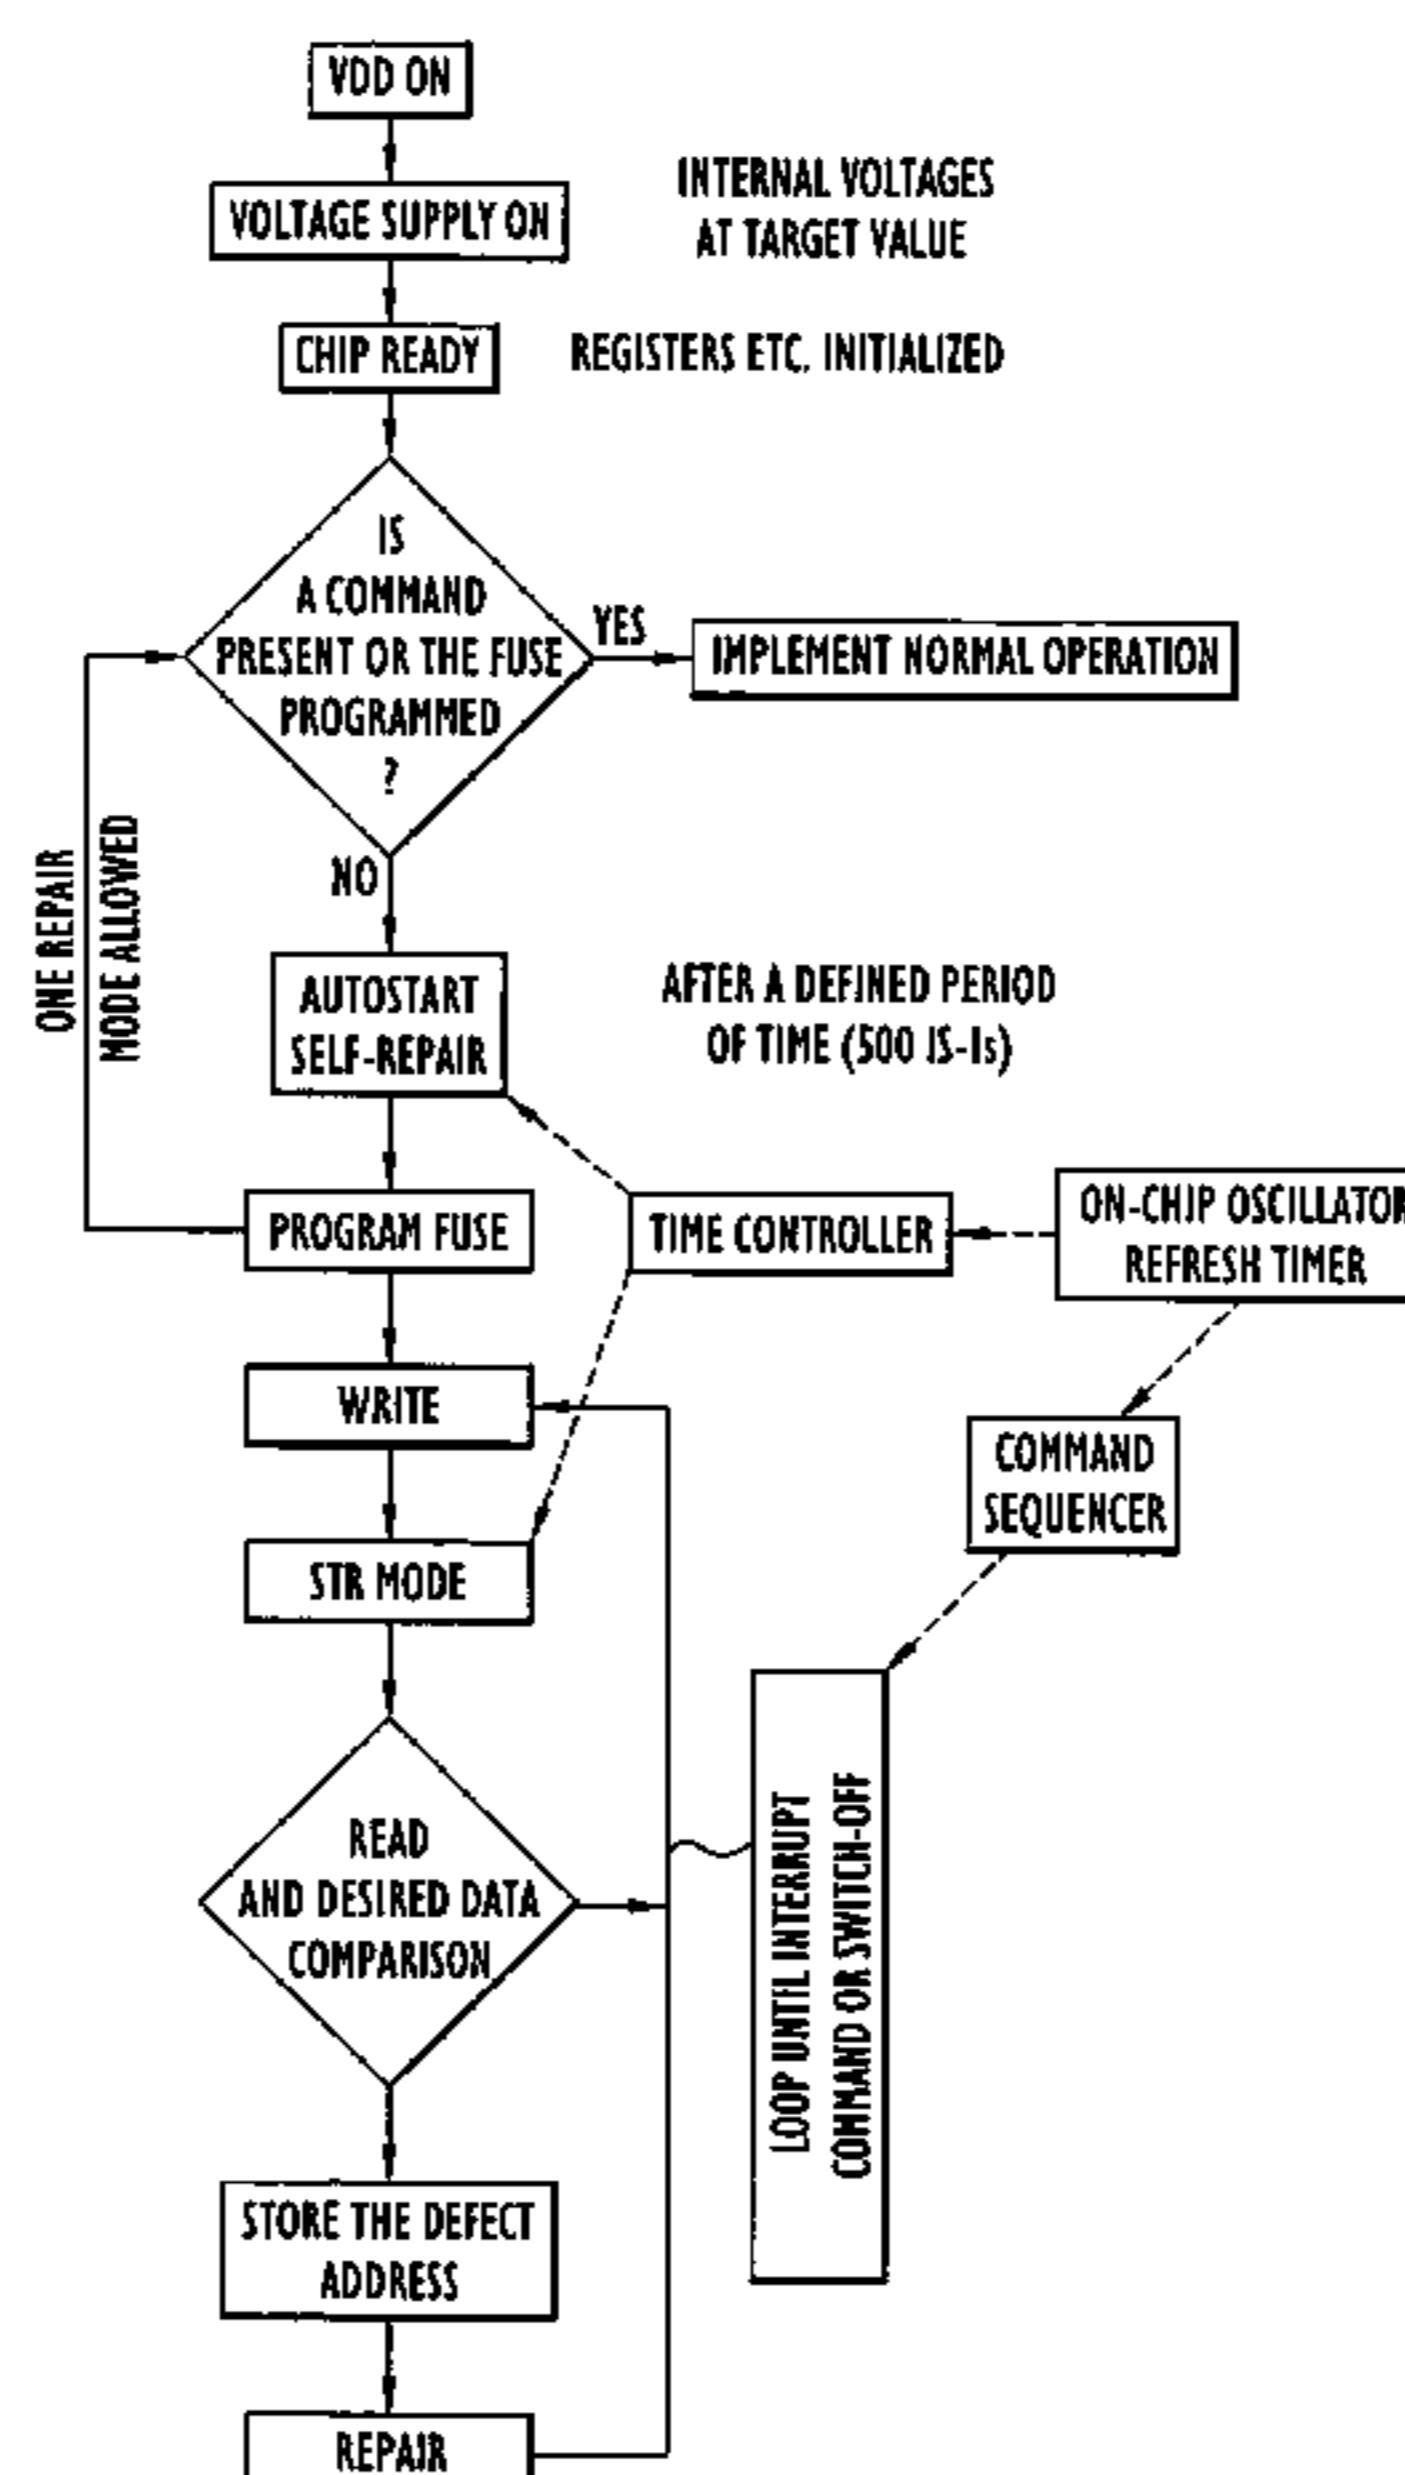 VDD ON
VOLTAGE SUPPLY ON
INTERNAL VOLTAGES
AT TARGET VALUE
CHIP READY
REGISTERS ETC. INITIALIZED
IS
A COMMAND
PRESENT OR THE FUSE
PROGRAMMED
?
YES
IMPLEMENT NORMAL OPERATION
NO
ONE REPAIR
MODE ALLOWED
AUTOSTART
SELF-REPAIR
AFTER A DEFINED PERIOD
OF TIME (500 JS-1s)
PROGRAM FUSE
TIME CONTROLLER
ON-CHIP OSCILLATOR
REFRESH TIMER
WRITE
COMMAND
SEQUENCER
STR MODE
READ
AND DESIRED DATA
COMPARISON
LOOP UNTIL INTERRUPT
COMMAND OR SWITCH-OFF
STORE THE DEFECT
ADDRESS
REPAIR